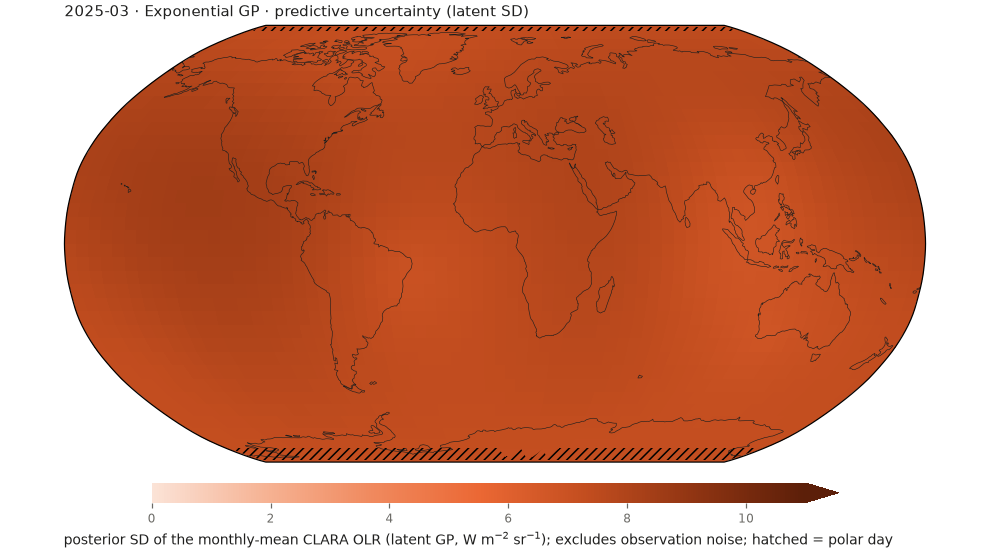 2025-03 · Exponential GP · predictive uncertainty (latent SD)
0 2 4 6 8 10
posterior SD of the monthly-mean CLARA OLR (latent GP, W m⁻² sr⁻¹); excludes observation noise; hatched = polar day